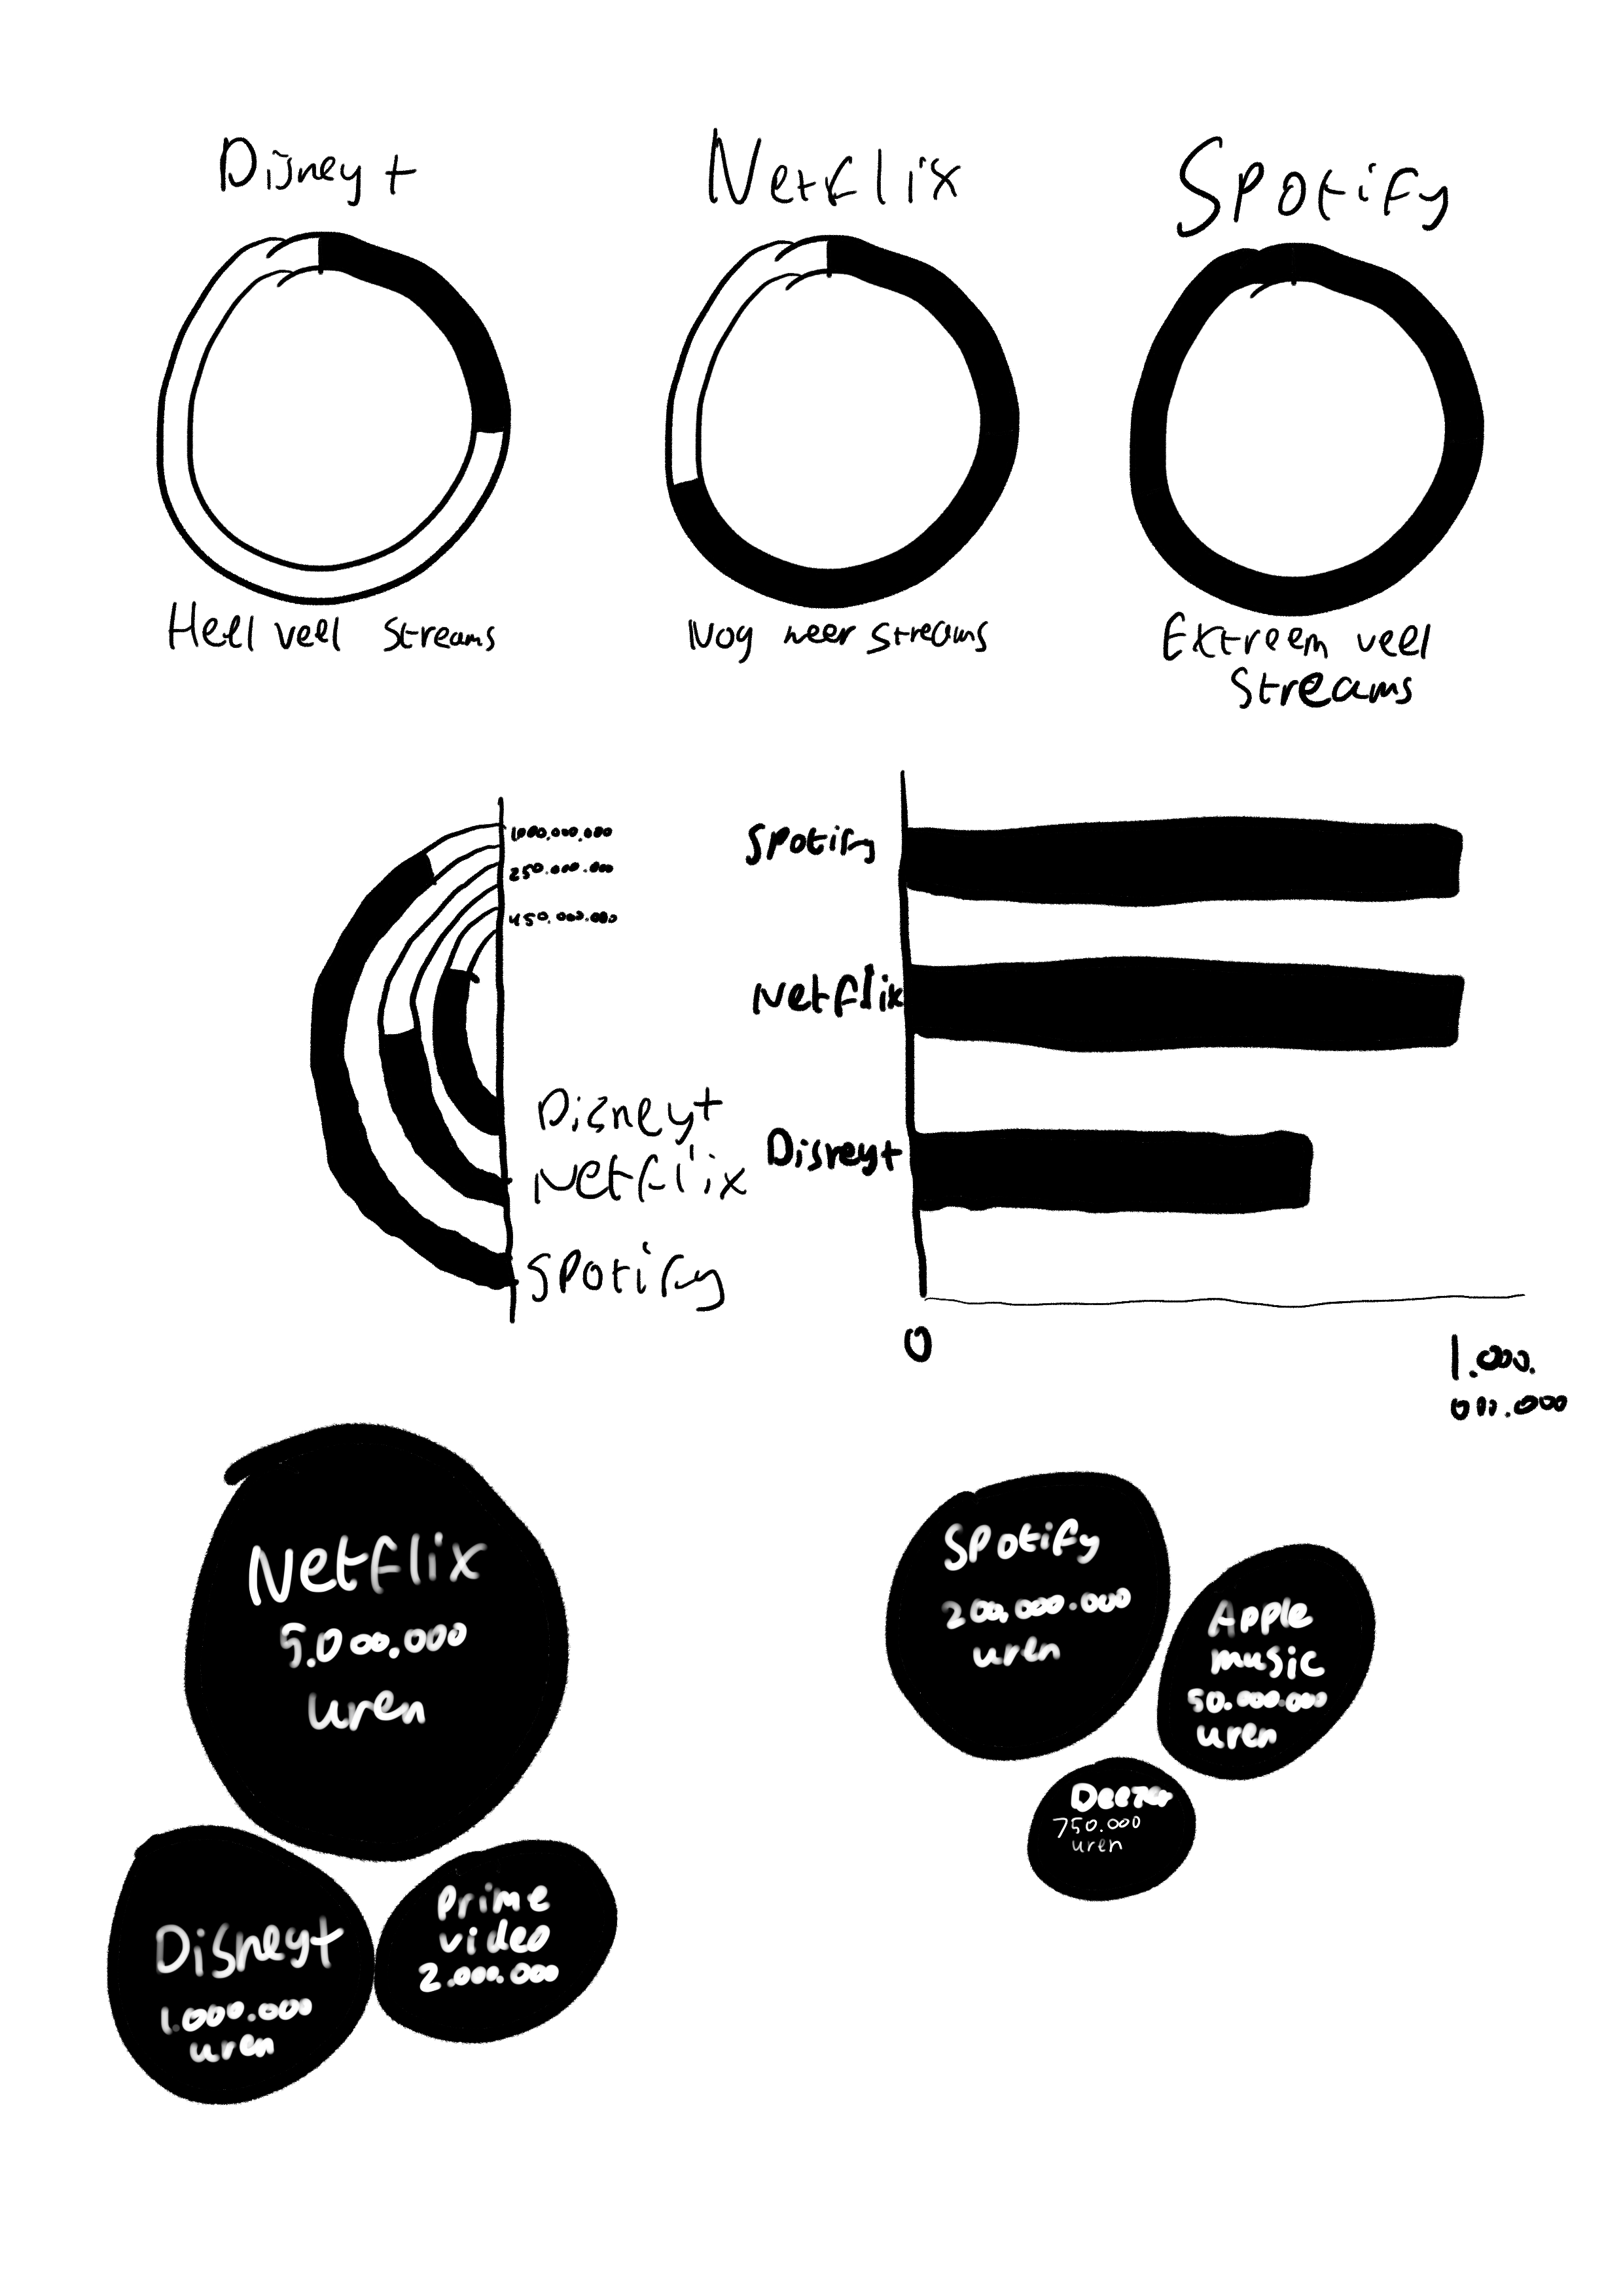 Disney+
Netflix
Spotify
Heel veel streams
Nog meer streams
Extreem veel
streams
1.000.000.000
250.000.000
450.000.000
Disney+
Netflix
Spotify
Spotify
Netflix
Disney+
0
1.000.
000.000
Netflix
5.000.000
uren
Disney+
1.000.000
uren
Prime
video
2.000.000
Spotify
200.000.000
uren
Apple
music
50.000.000
uren
Deezer
750.000
uren